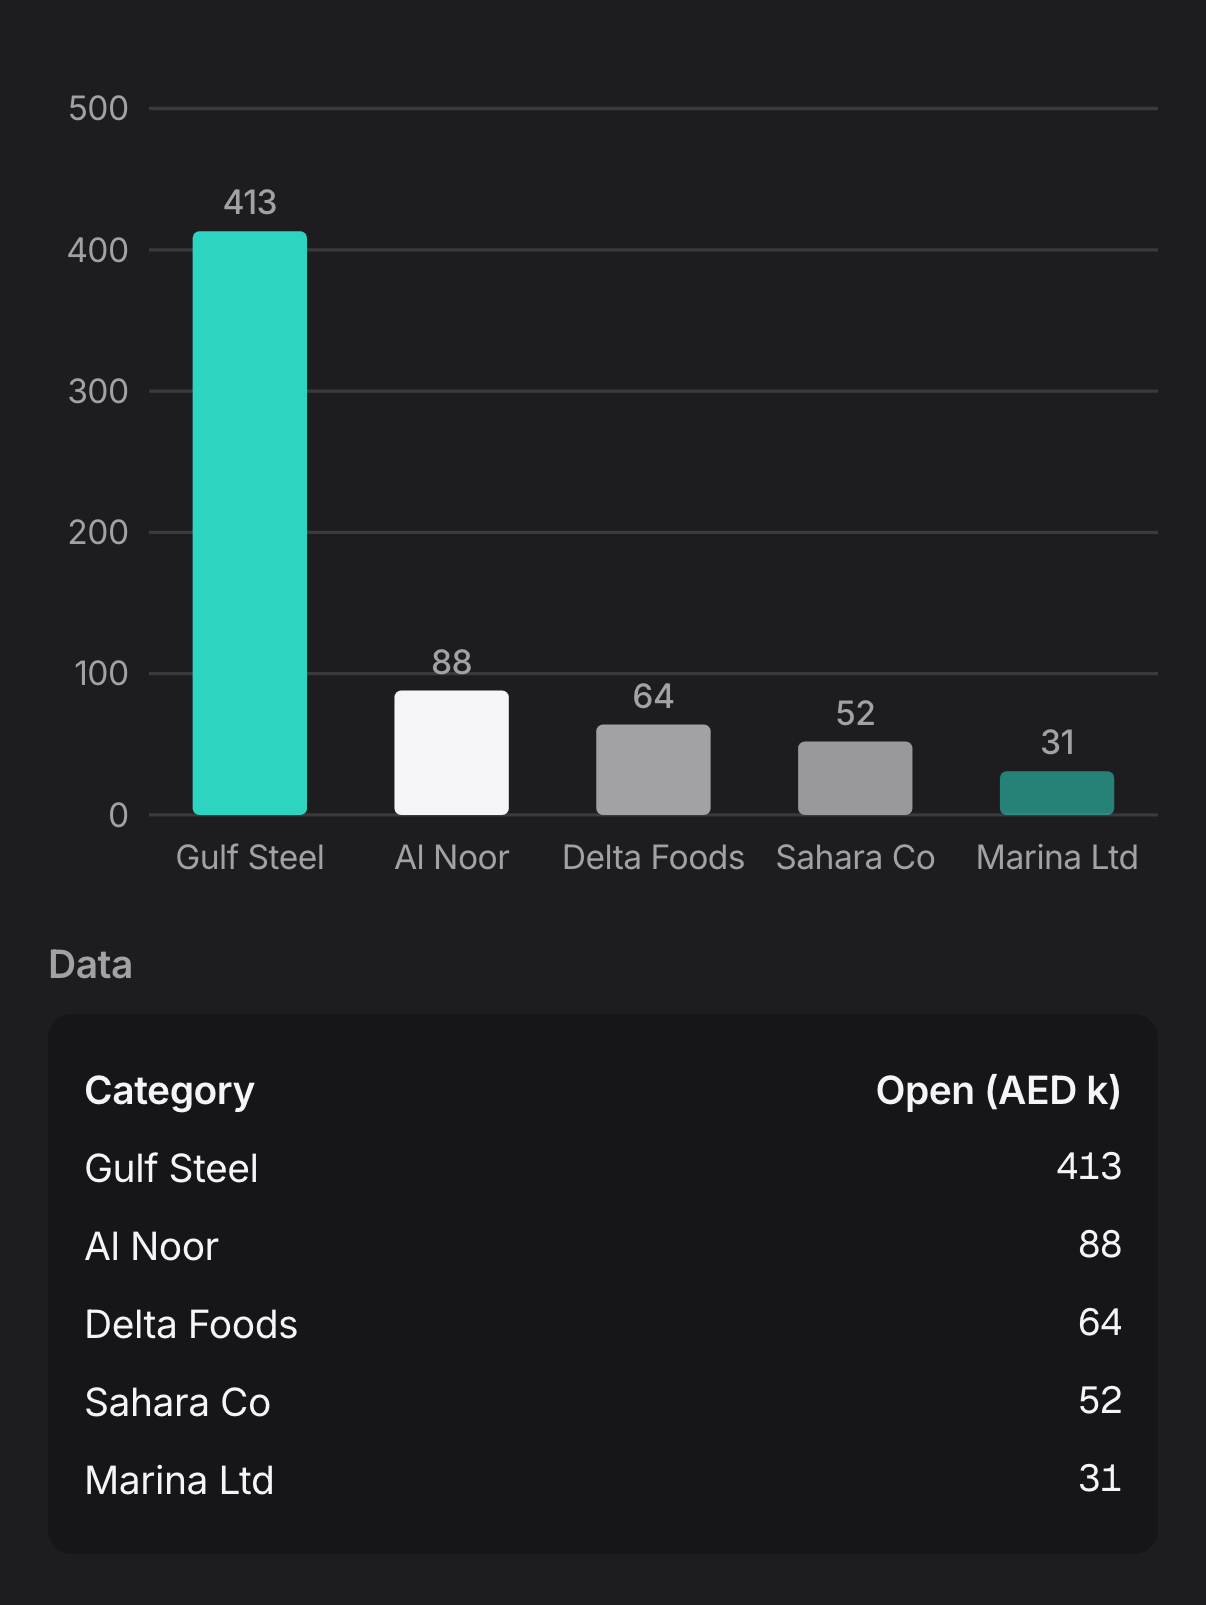 500
413
400
300
200
88
100
64
52
31
0
Gulf Steel Al Noor Delta Foods Sahara Co Marina Ltd
Data
Category Open (AED k)
Gulf Steel 413
Al Noor 88
Delta Foods 64
Sahara Co 52
Marina Ltd 31